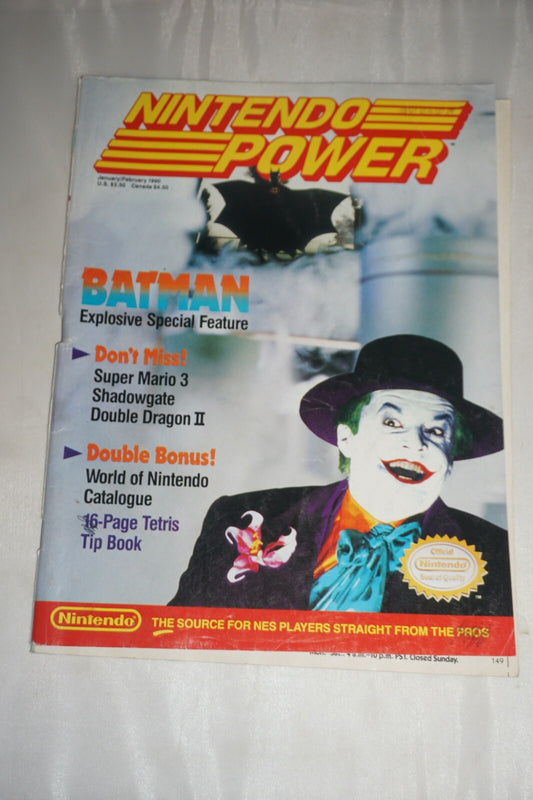 NINTENDO
POWER™
January/February 1990
U.S. $3.50 Canada $4.50
BATMAN
Explosive Special Feature
Don't Miss!
Super Mario 3
Shadowgate
Double Dragon II
Double Bonus!
World of Nintendo
Catalogue
16-Page Tetris
Tip Book
Official
Nintendo
Seal of Quality
™
Nintendo
THE SOURCE FOR NES PLAYERS STRAIGHT FROM THE PROS
p.m. PST. Closed Sunday.
149